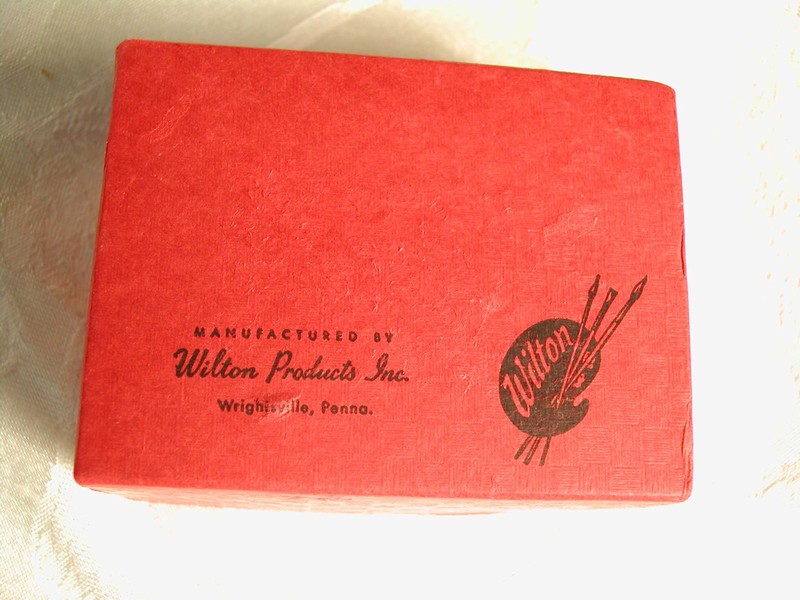 MANUFACTURED BY
Wilton Products Inc.
Wrightsville, Penna.
Wilton